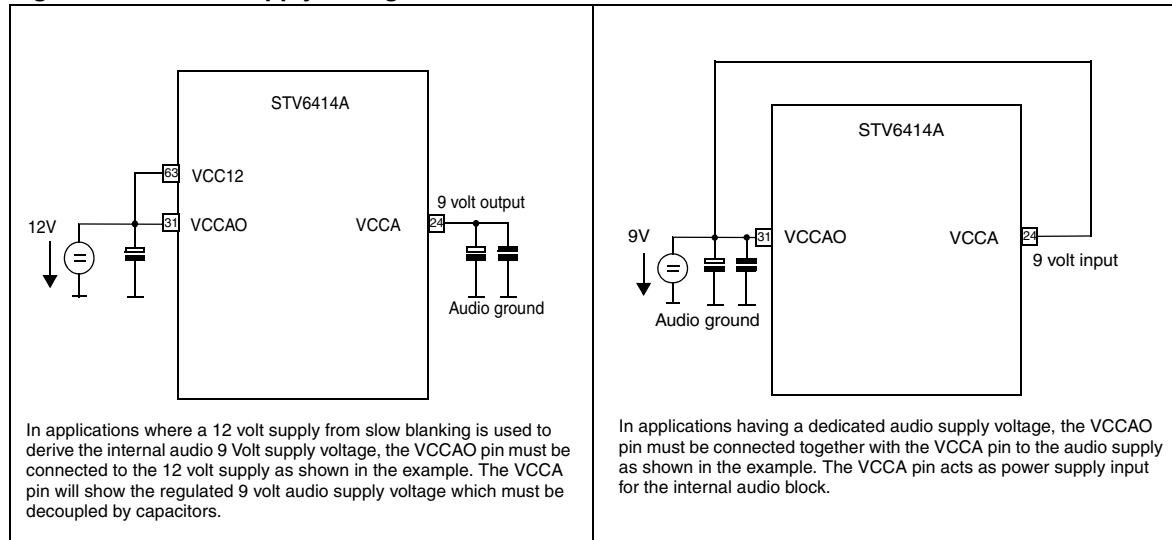 STV6414A
63
VCC12
9 volt output
12V
31
VCCAO
VCCA
24
Audio ground
In applications where a 12 volt supply from slow blanking is used to
derive the internal audio 9 Volt supply voltage, the VCCAO pin must be
connected to the 12 volt supply as shown in the example. The VCCA
pin will show the regulated 9 volt audio supply voltage which must be
decoupled by capacitors.
STV6414A
9V
31
VCCAO
VCCA
24
9 volt input
Audio ground
In applications having a dedicated audio supply voltage, the VCCAO
pin must be connected together with the VCCA pin to the audio supply
as shown in the example. The VCCA pin acts as power supply input
for the internal audio block.